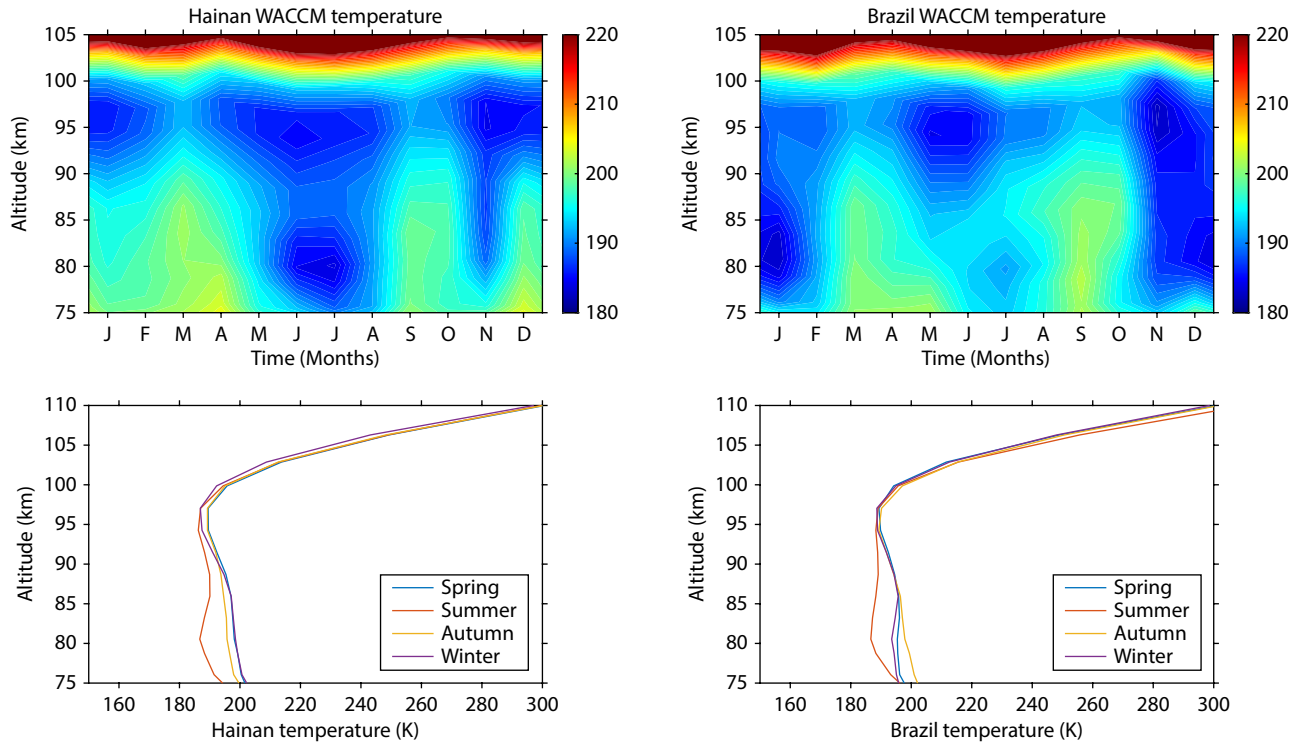 Hainan WACCM temperature
105
100
95
90
85
80
75
Altitude (km)
J F M A M J J A S O N D
Time (Months)
220
210
200
190
180
Brazil WACCM temperature
105
100
95
90
85
80
75
Altitude (km)
J F M A M J J A S O N D
Time (Months)
220
210
200
190
180
110
105
100
95
90
85
80
75
Altitude (km)
Spring
Summer
Autumn
Winter
160 180 200 220 240 260 280 300
Hainan temperature (K)
110
105
100
95
90
85
80
75
Altitude (km)
Spring
Summer
Autumn
Winter
160 180 200 220 240 260 280 300
Brazil temperature (K)